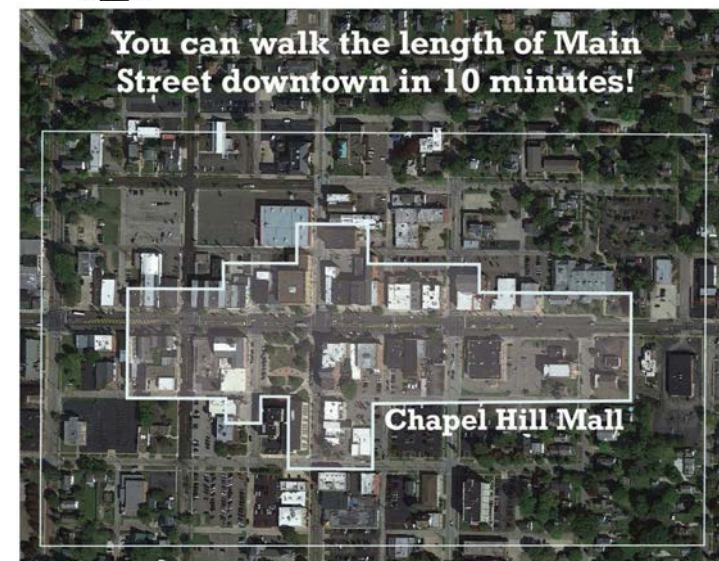 You can walk the length of Main
Street downtown in 10 minutes!
Chapel Hill Mall